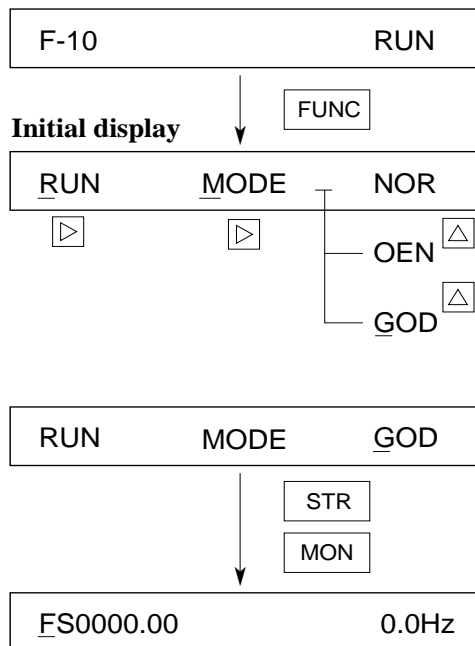 F-10 RUN
FUNC
Initial display
RUN MODE NOR
OEN
GOD
RUN MODE GOD
STR
MON
FS0000.00 0.0Hz